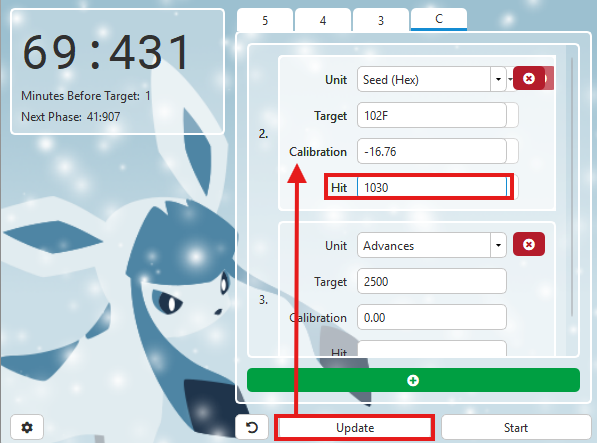 5 4 3 C
69:431
Minutes Before Target: 1
Next Phase: 41:907
2.
Unit Seed (Hex)
Target 102F
Calibration -16.76
Hit 1030
3.
Unit Advances
Target 2500
Calibration 0.00
Hit
Update
Start